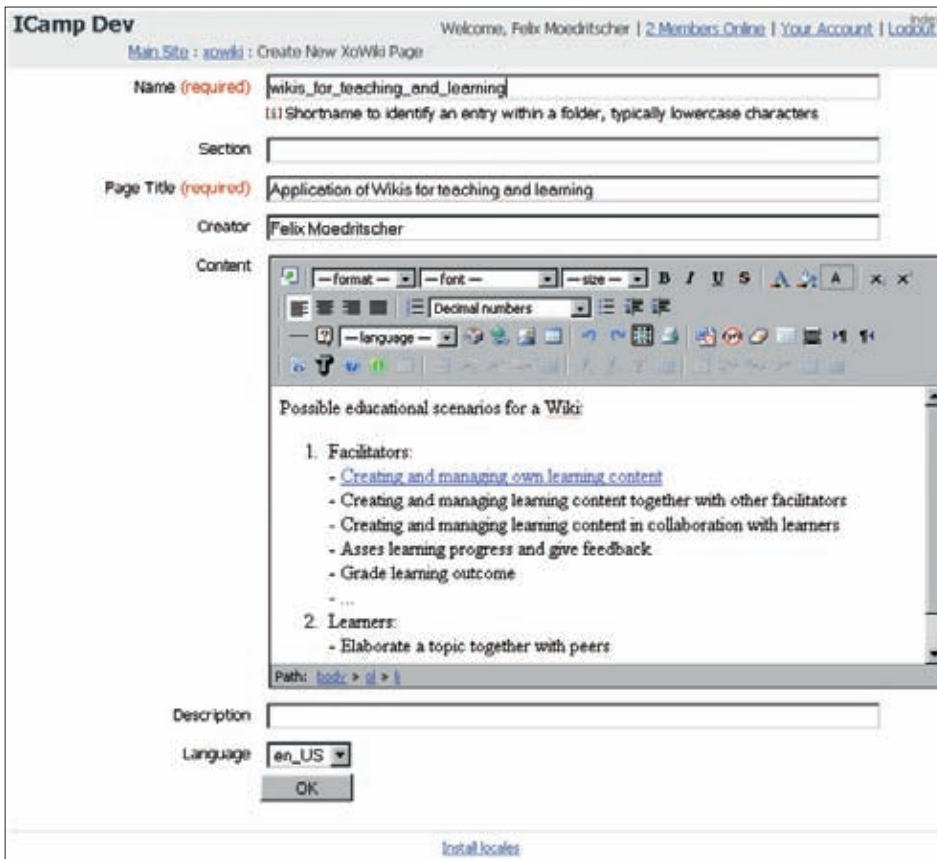 ICamp Dev
Index
Welcome, Felix Moedritscher | 2 Members Online | Your Account | Logout
Main Site : xowiki : Create New XoWiki Page
Name (required) wikis_for_teaching_and_learning
[i] Shortname to identify an entry within a folder, typically lowercase characters
Section
Page Title (required) Application of Wikis for teaching and learning
Creator Felix Moedritscher
Content
— format — — font — — size — B I U S A A x, x'
Decimal numbers
— language —
Possible educational scenarios for a Wiki:
1. Facilitators:
- Creating and managing own learning content
- Creating and managing learning content together with other facilitators
- Creating and managing learning content in collaboration with learners
- Asses learning progress and give feedback
- Grade learning outcome
- ...
2. Learners:
- Elaborate a topic together with peers
Path: body » ol » li
Description
Language en_US
OK
Install locales